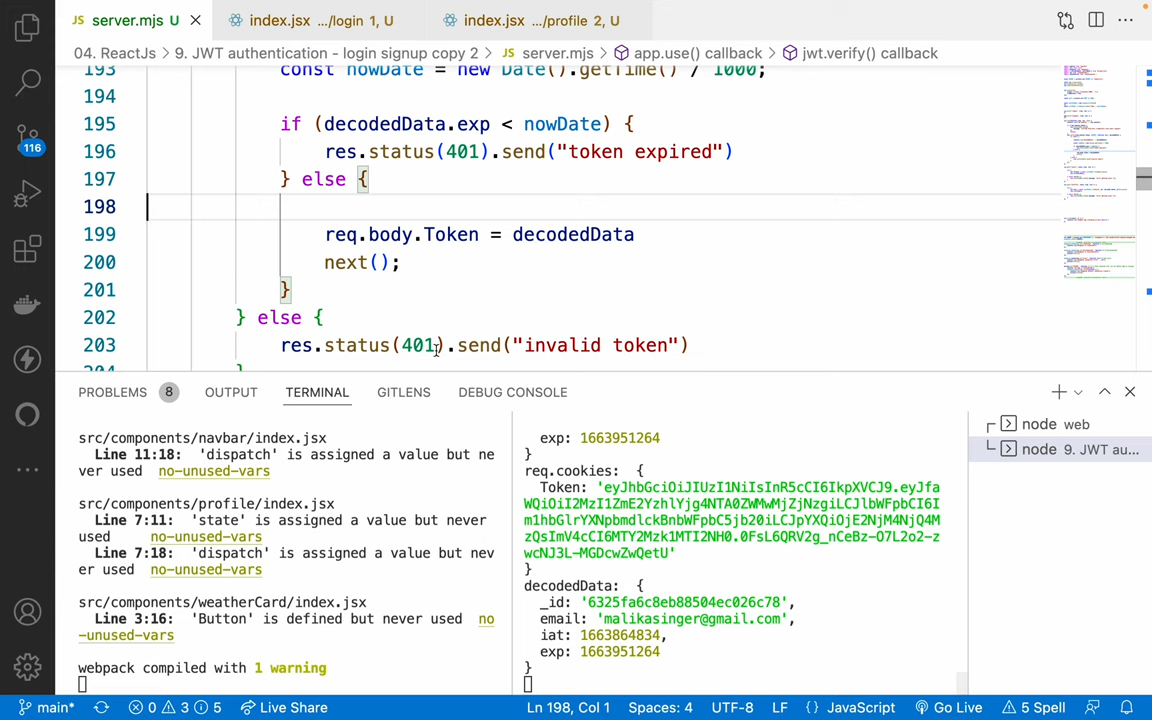 JS server.mjs U
index.jsx .../login 1, U
index.jsx .../profile 2, U
04. ReactJs > 9. JWT authentication - login signup copy 2 > JS server.mjs > app.use() callback > jwt.verify() callback
193 const nowDate = new Date().getTime() / 1000;
194
195 if (decodedData.exp < nowDate) {
196 res.status(401).send("token expired")
197 } else {
198
199 req.body.Token = decodedData
200 next();
201 }
202 } else {
203 res.status(401).send("invalid token")
204 }
116
PROBLEMS 8 OUTPUT TERMINAL GITLENS DEBUG CONSOLE
src/components/navbar/index.jsx
Line 11:18: 'dispatch' is assigned a value but ne
ver used no-unused-vars
src/components/profile/index.jsx
Line 7:11: 'state' is assigned a value but never
used no-unused-vars
Line 7:18: 'dispatch' is assigned a value but nev
er used no-unused-vars
src/components/weatherCard/index.jsx
Line 3:16: 'Button' is defined but never used no
-unused-vars
webpack compiled with 1 warning
exp: 1663951264
}
req.cookies: {
Token: 'eyJhbGciOiJIUzI1NiIsInR5cCI6IkpXVCJ9.eyJfa
WQiOiI2MzI1ZmE2YzhlYjg4NTA0ZWMwMjZjNzgiLCJlbWFpbCI6I
m1hbGlrYXNpbmdlckBnbWFpbC5jb20iLCJpYXQiOjE2NjM4NjQ4M
zQsImV4cCI6MTY2Mzk1MTI2NH0.0FsL6QRV2g_nCeBz-O7L2o2-z
wcNJ3L-MGDcwZwQetU'
}
decodedData: {
_id: '6325fa6c8eb88504ec026c78',
email: 'malikasinger@gmail.com',
iat: 1663864834,
exp: 1663951264
}
node web
node 9. JWT au...
main* 0 3 5 Live Share Ln 198, Col 1 Spaces: 4 UTF-8 LF {} JavaScript Go Live 5 Spell